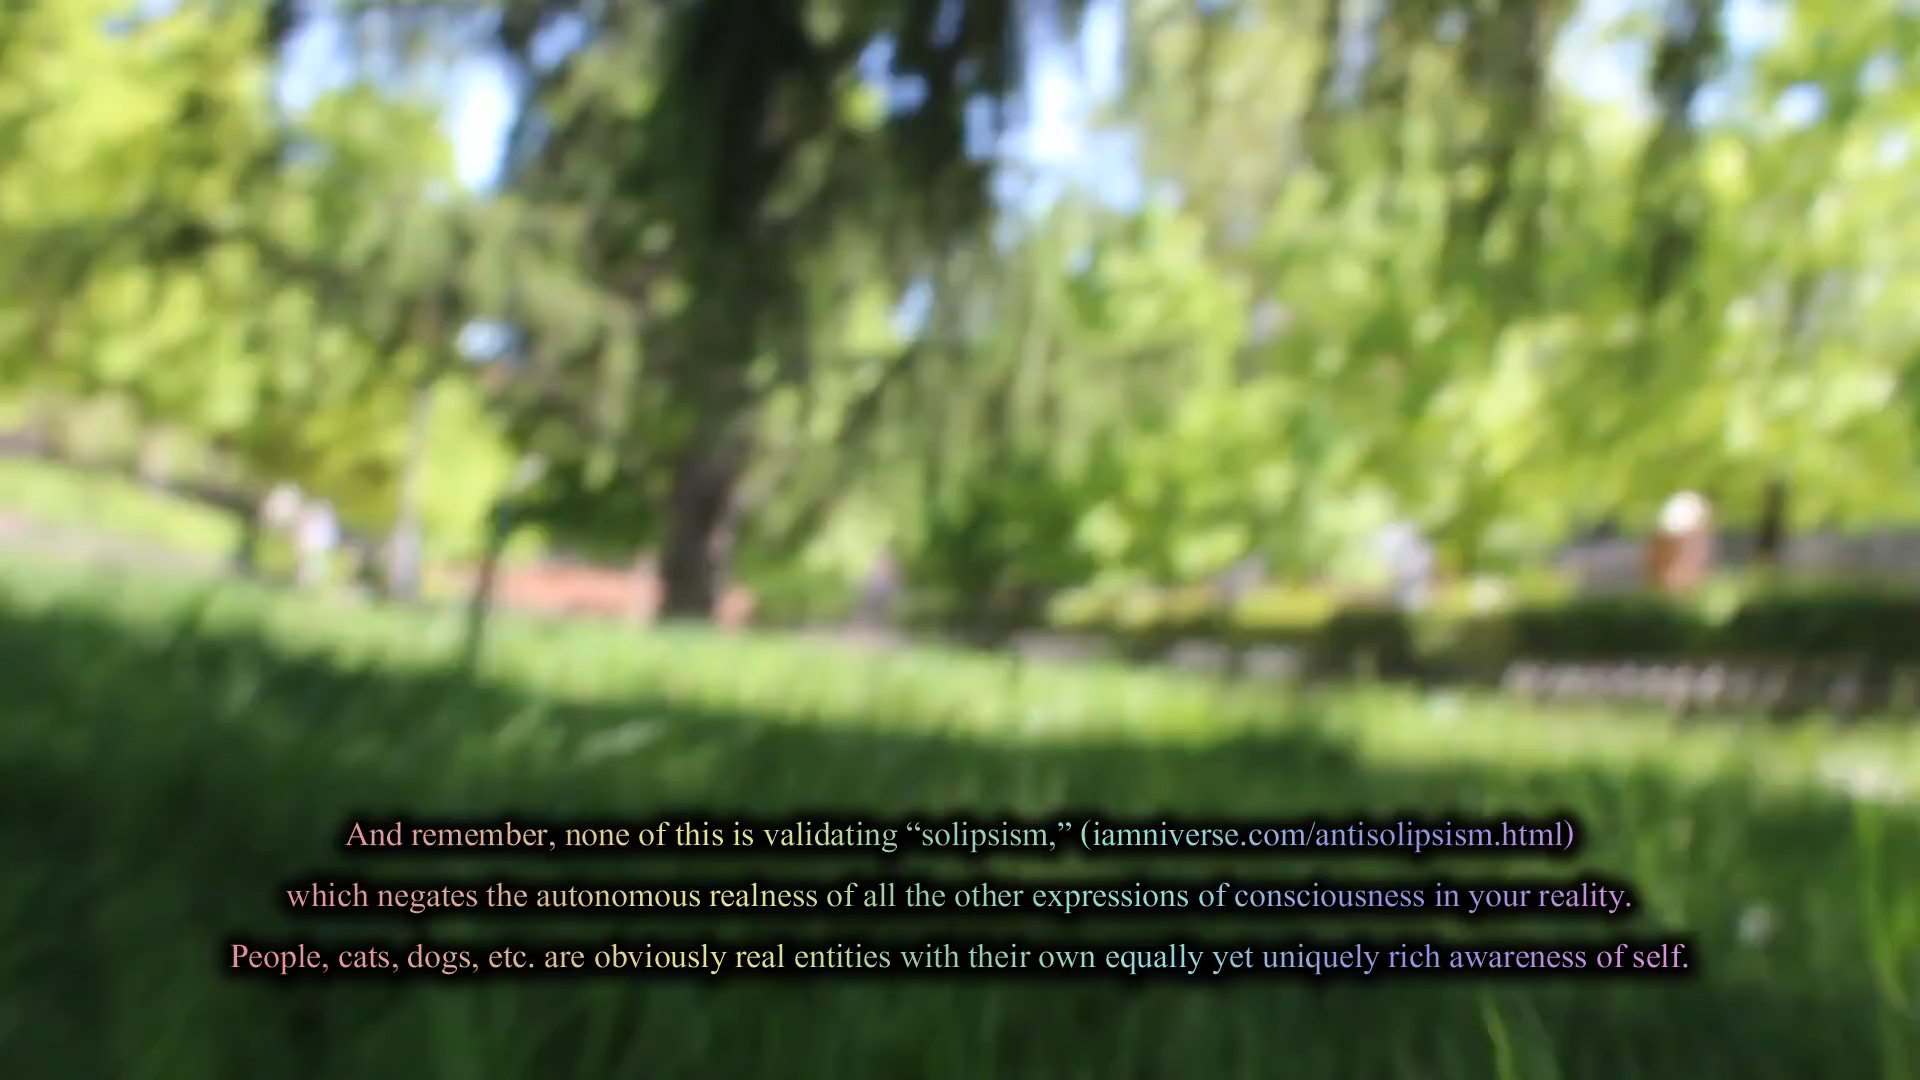 And remember, none of this is validating “solipsism,” (iamniverse.com/antisolipsism.html)
which negates the autonomous realness of all the other expressions of consciousness in your reality.
People, cats, dogs, etc. are obviously real entities with their own equally yet uniquely rich awareness of self.